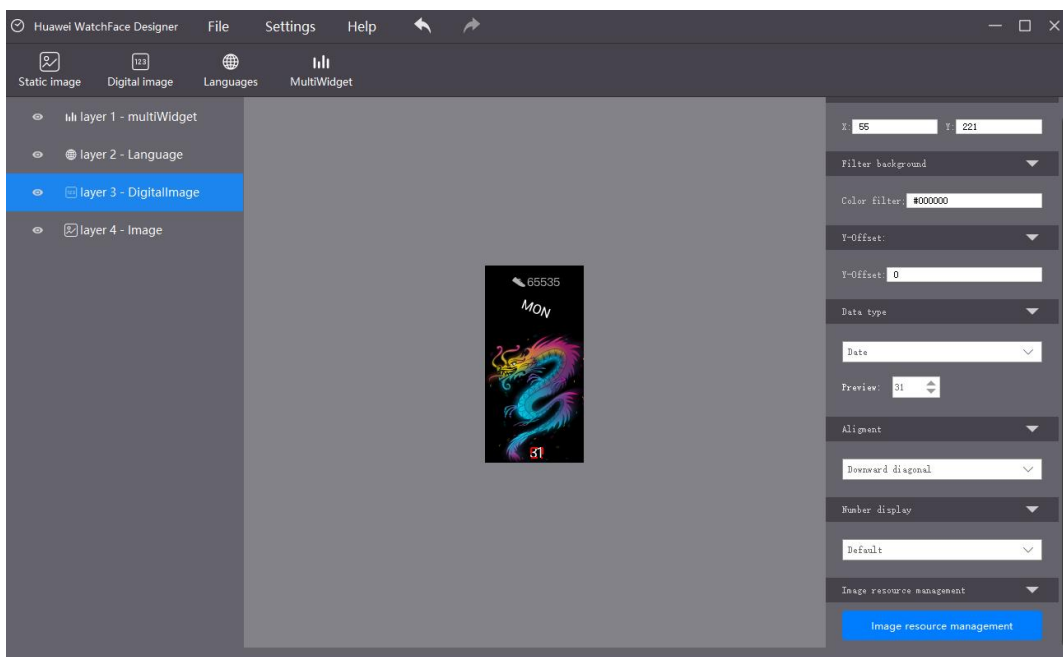 Huawei WatchFace Designer File Settings Help
Static image Digital image Languages MultiWidget
layer 1 - multiWidget
layer 2 - Language
layer 3 - DigitalImage
layer 4 - Image
65535
MON
31
X: 55 Y: 221
Filter background
Color filter: #000000
Y-Offset:
Y-Offset: 0
Data type
Date
Preview: 31
Aligment
Downward diagonal
Number display
Default
Image resource management
Image resource management